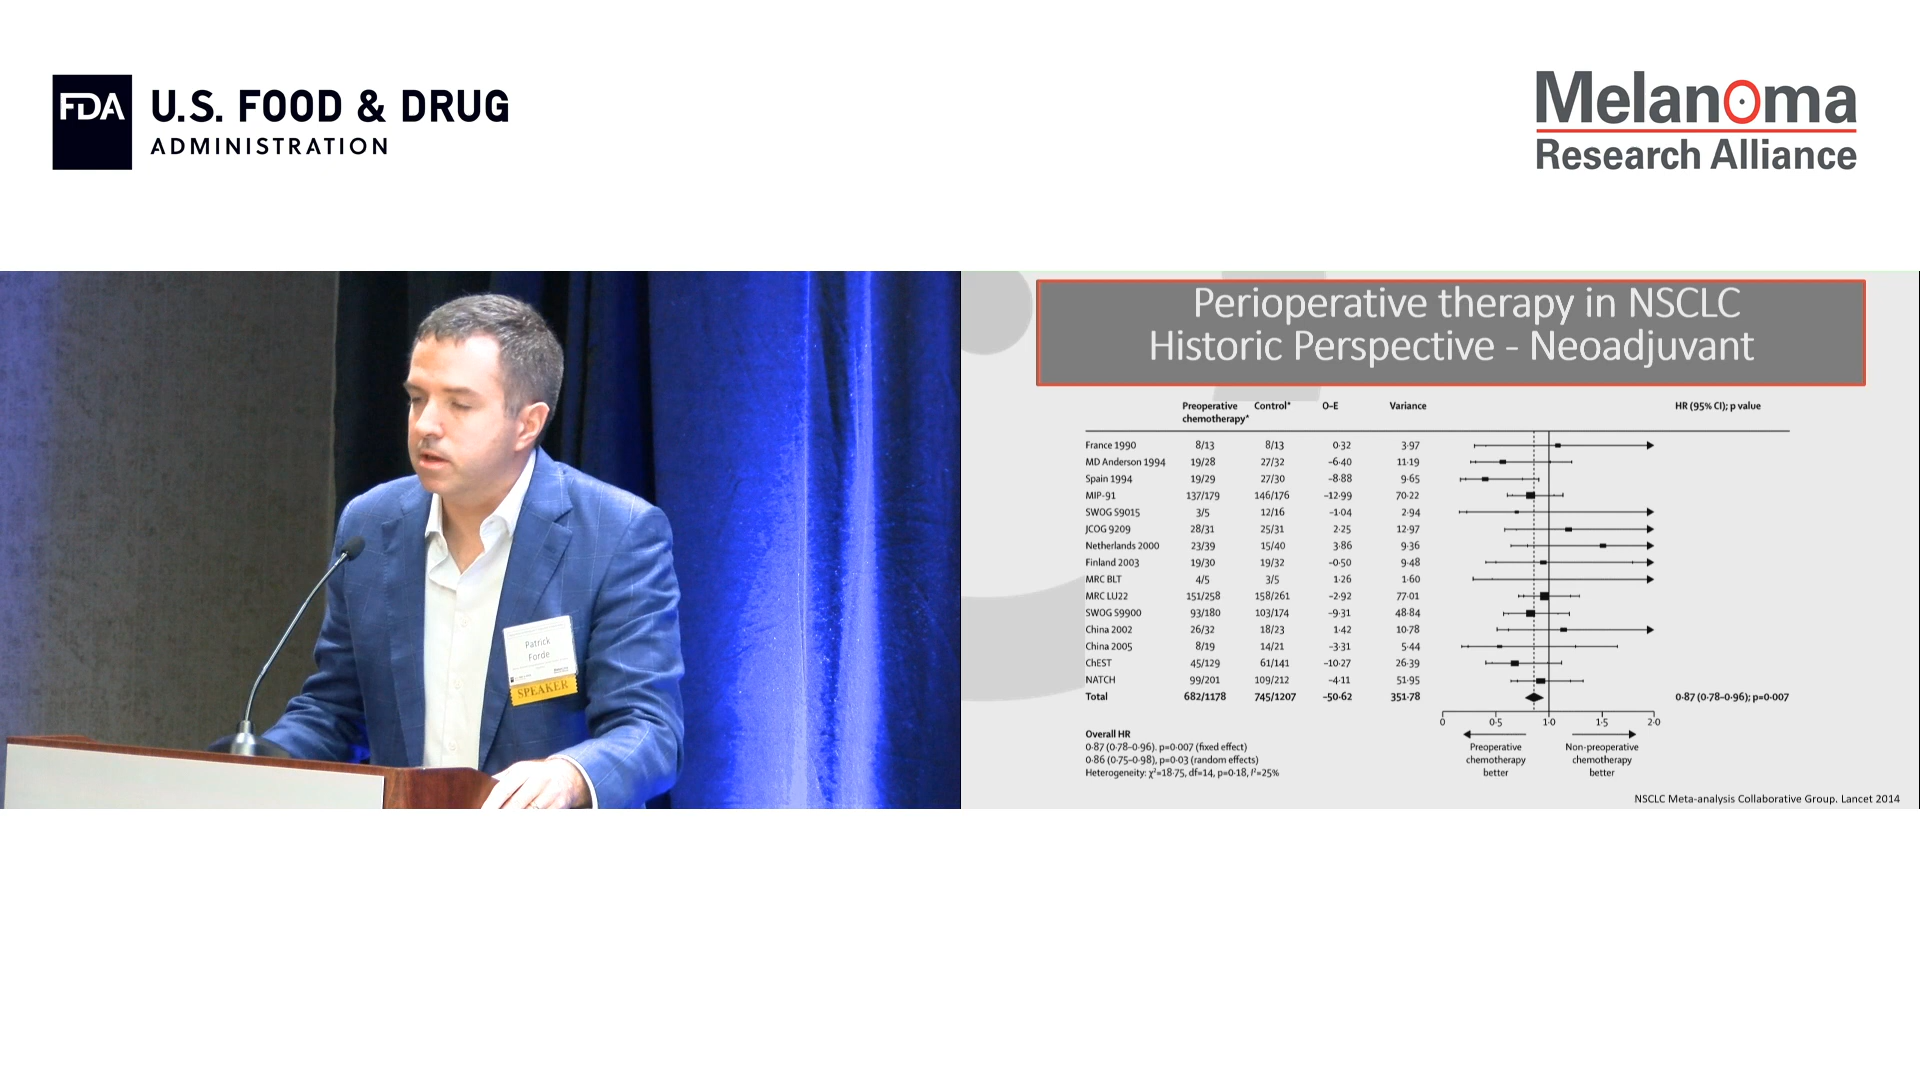 FDA U.S. FOOD & DRUG
ADMINISTRATION
Melanoma
Research Alliance
Patrick
Forde
SPEAKER
Perioperative therapy in NSCLC
Historic Perspective - Neoadjuvant
Preoperative chemotherapy* Control* O–E Variance HR (95% CI); p value
France 1990 8/13 8/13 0·32 3·97
MD Anderson 1994 19/28 27/32 –6·40 11·19
Spain 1994 19/29 27/30 –8·88 9·65
MIP-91 137/179 146/176 –12·99 70·22
SWOG S9015 3/5 12/16 –1·04 2·94
JCOG 9209 28/31 25/31 2·25 12·97
Netherlands 2000 23/39 15/40 3·86 9·36
Finland 2003 19/30 19/32 –0·50 9·48
MRC BLT 4/5 3/5 1·26 1·60
MRC LU22 151/258 158/261 –2·92 77·01
SWOG S9900 93/180 103/174 –9·31 48·84
China 2002 26/32 18/23 1·42 10·78
China 2005 8/19 14/21 –3·31 5·44
ChEST 45/129 61/141 –10·27 26·39
NATCH 99/201 109/212 –4·11 51·95
Total 682/1178 745/1207 –50·62 351·78 0·87 (0·78–0·96); p=0·007
0 0·5 1·0 1·5 2·0
Preoperative
chemotherapy
better
Non-preoperative
chemotherapy
better
Overall HR
0·87 (0·78–0·96). p=0·007 (fixed effect)
0·86 (0·75–0·98), p=0·03 (random effects)
Heterogeneity: χ²=18·75, df=14, p=0·18, I²=25%
NSCLC Meta-analysis Collaborative Group. Lancet 2014